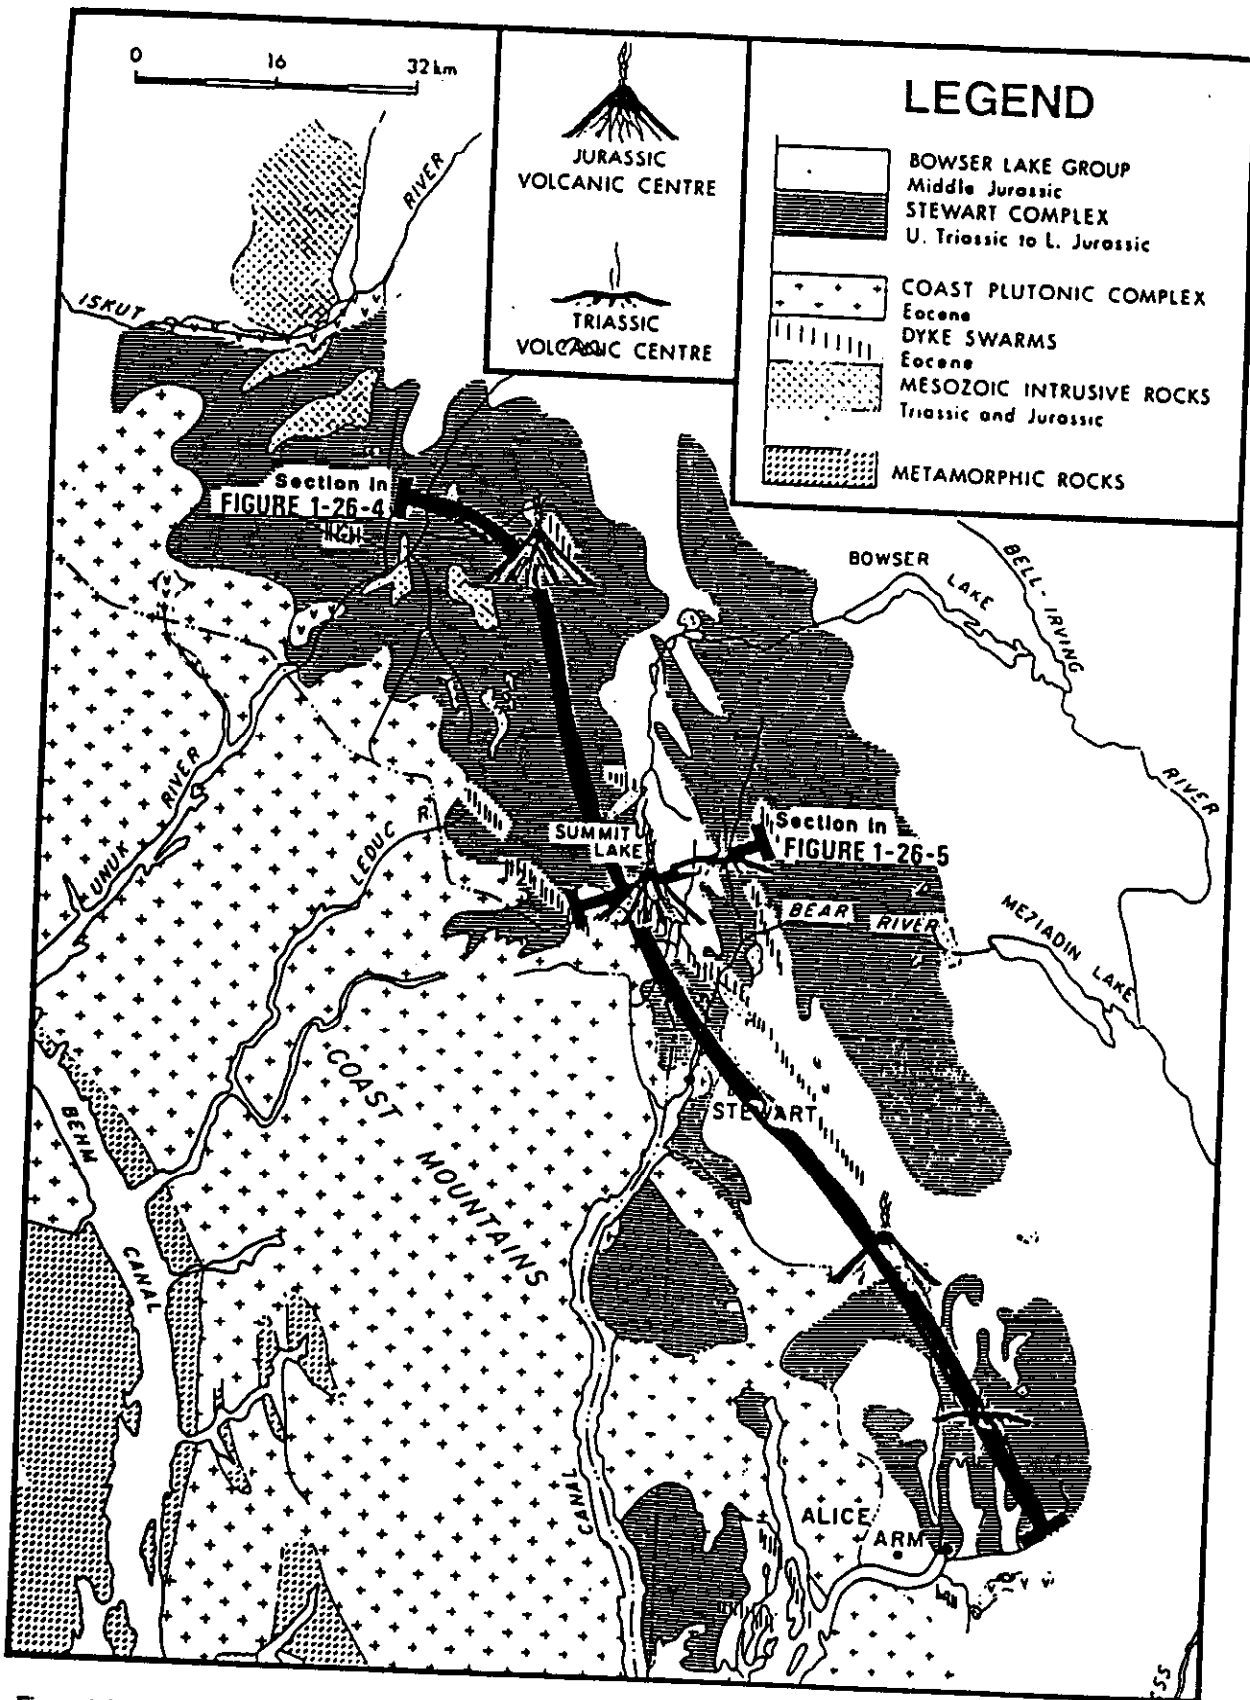 0 16 32 km
JURASSIC
VOLCANIC CENTRE
TRIASSIC
VOLCANIC CENTRE
LEGEND
BOWSER LAKE GROUP
Middle Jurassic
STEWART COMPLEX
U. Triassic to L. Jurassic
COAST PLUTONIC COMPLEX
Eocene
DYKE SWARMS
Eocene
MESOZOIC INTRUSIVE ROCKS
Triassic and Jurassic
METAMORPHIC ROCKS
ISKUT
RIVER
Section in
FIGURE 1-26-4
BOWSER
LAKE
BELL-IRVING
RIVER
UNUK RIVER
LEDUC R.
SUMMIT
LAKE
Section in
FIGURE 1-26-5
BEAR RIVER
MEZIADIN LAKE
COAST
MOUNTAINS
STEWART
BEHM
CANAL
CANAL
ALICE
ARM